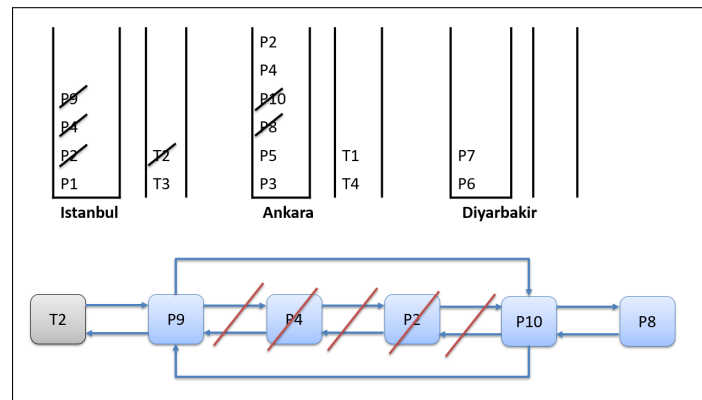 P2
P4
P9 P10
P4 P8
P2 T2 P5 T1 P7
P1 T3 P3 T4 P6
Istanbul Ankara Diyarbakir
T2 P9 P4 P2 P10 P8